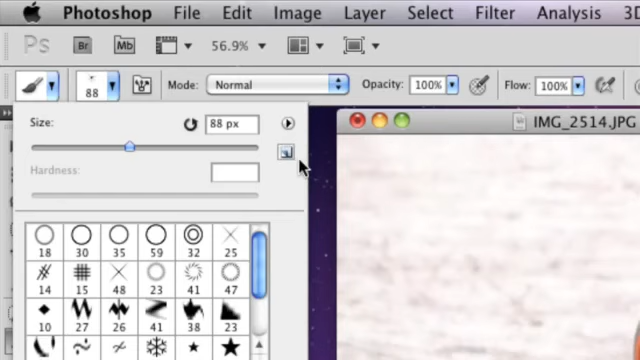 Photoshop File Edit Image Layer Select Filter Analysis 3D
Ps Br Mb 56.9%
88 Mode: Normal Opacity: 100% Flow: 100%
Size: 88 px
IMG_2514.JPG
Hardness:
18 30 35 59 32 25
14 15 48 23 41 47
10 27 26 41 38 23